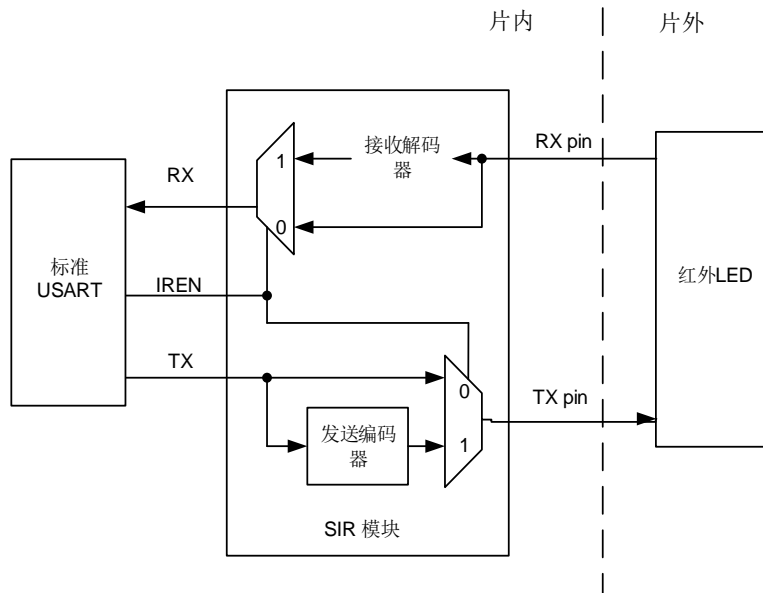 片内
片外
1
接收解码
器
RX pin
RX
0
标准
USART
IREN
红外LED
TX
0
TX pin
发送编码
器
1
SIR 模块